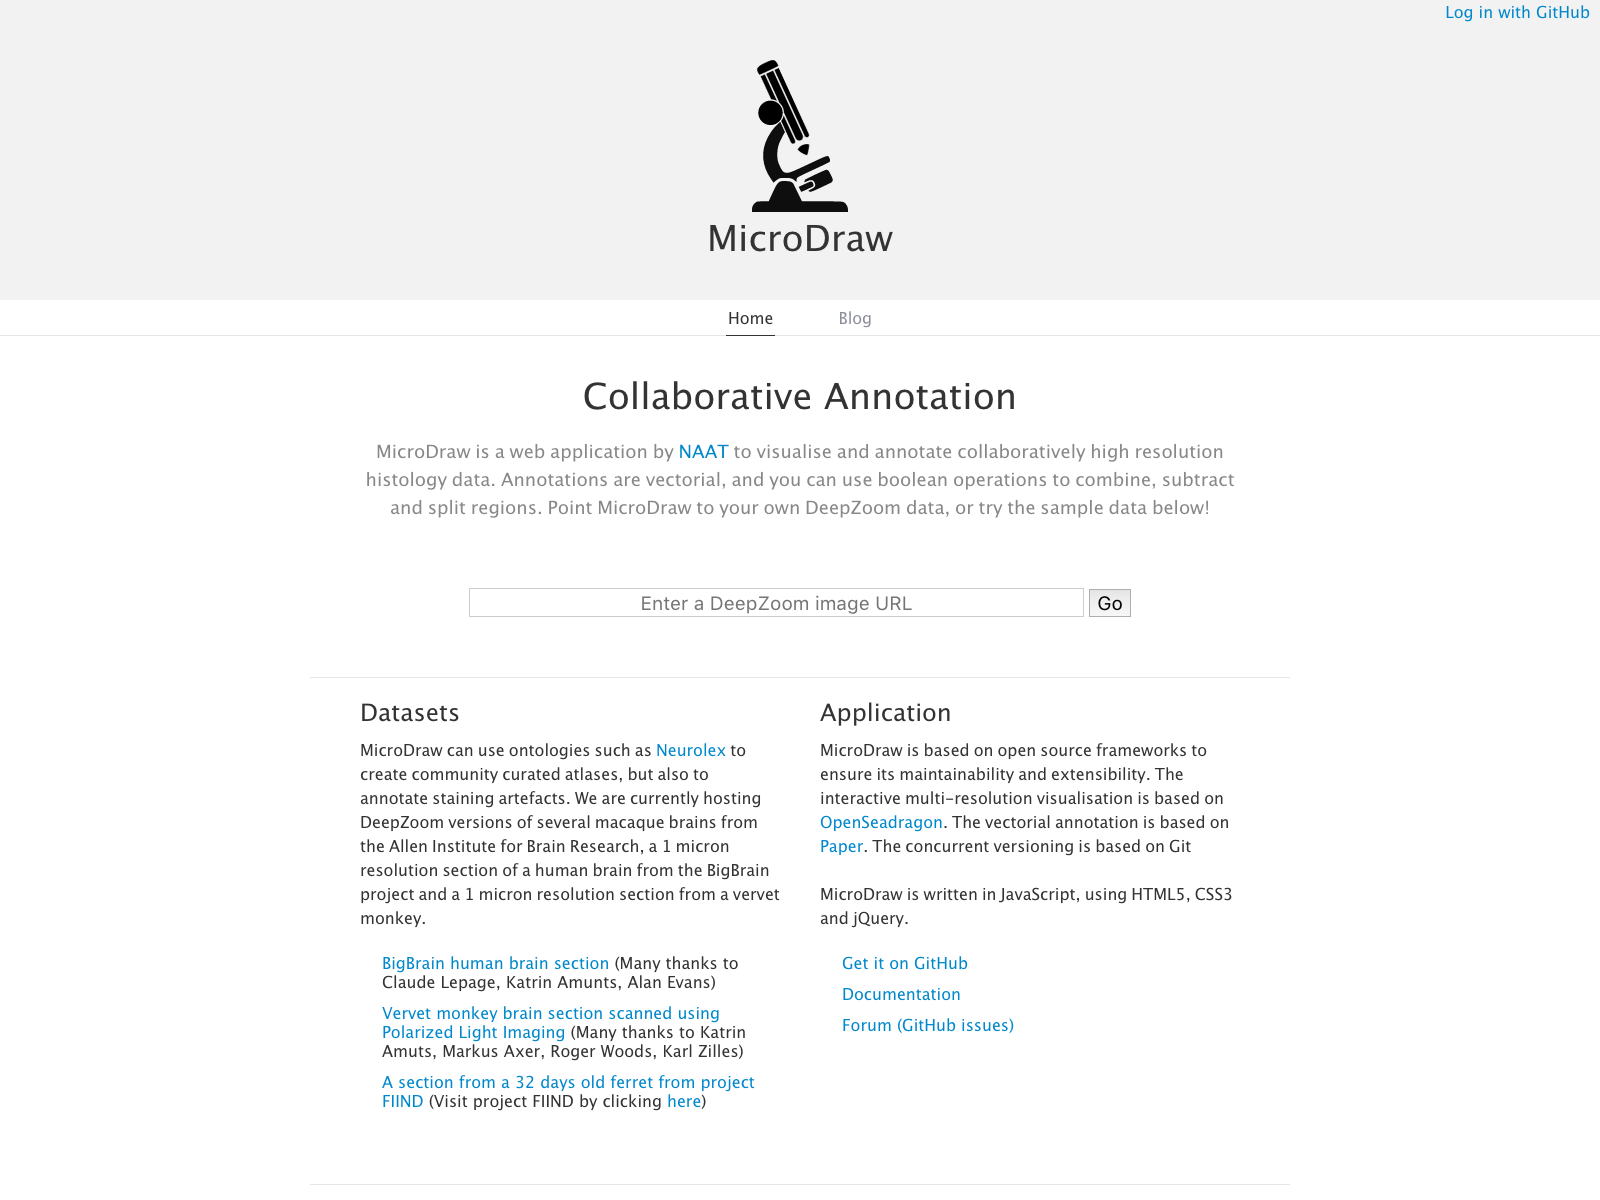 Log in with GitHub
MicroDraw
Home
Blog
Collaborative Annotation
MicroDraw is a web application by NAAT to visualise and annotate collaboratively high resolution
histology data. Annotations are vectorial, and you can use boolean operations to combine, subtract
and split regions. Point MicroDraw to your own DeepZoom data, or try the sample data below!
Enter a DeepZoom image URL
Go
Datasets
MicroDraw can use ontologies such as Neurolex to
create community curated atlases, but also to
annotate staining artefacts. We are currently hosting
DeepZoom versions of several macaque brains from
the Allen Institute for Brain Research, a 1 micron
resolution section of a human brain from the BigBrain
project and a 1 micron resolution section from a vervet
monkey.
BigBrain human brain section (Many thanks to
Claude Lepage, Katrin Amunts, Alan Evans)
Vervet monkey brain section scanned using
Polarized Light Imaging (Many thanks to Katrin
Amuts, Markus Axer, Roger Woods, Karl Zilles)
A section from a 32 days old ferret from project
FIIND (Visit project FIIND by clicking here)
Application
MicroDraw is based on open source frameworks to
ensure its maintainability and extensibility. The
interactive multi-resolution visualisation is based on
OpenSeadragon. The vectorial annotation is based on
Paper. The concurrent versioning is based on Git
MicroDraw is written in JavaScript, using HTML5, CSS3
and jQuery.
Get it on GitHub
Documentation
Forum (GitHub issues)